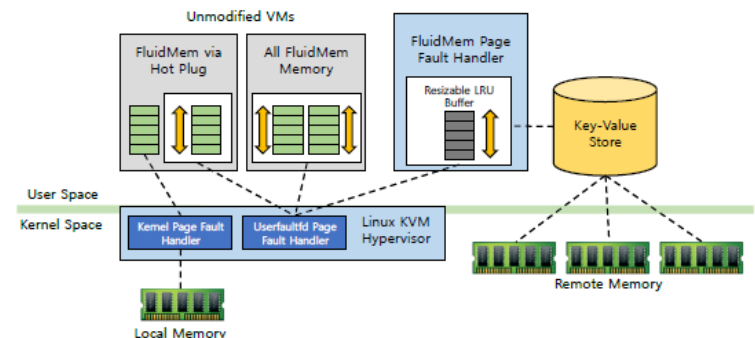 Unmodified VMs
FluidMem via
Hot Plug
All FluidMem
Memory
FluidMem Page
Fault Handler
Resizable LRU
Buffer
Key-Value
Store
User Space
Kernel Space
Kernel Page Fault
Handler
Userfaultfd Page
Fault Handler
Linux KVM
Hypervisor
Remote Memory
Local Memory